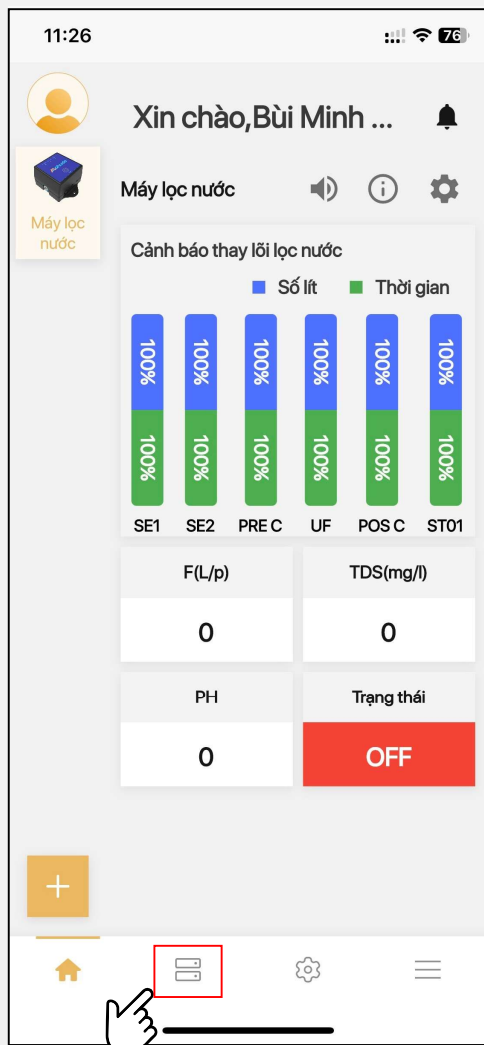 11:26
76
Xin chào,Bùi Minh ...
Máy lọc nước
Máy lọc
nước
Cảnh báo thay lõi lọc nước
Số lít
Thời gian
100% 100% 100% 100% 100% 100%
100% 100% 100% 100% 100% 100%
SE1 SE2 PRE C UF POS C ST01
F(L/p) TDS(mg/l)
0 0
PH Trạng thái
0 OFF